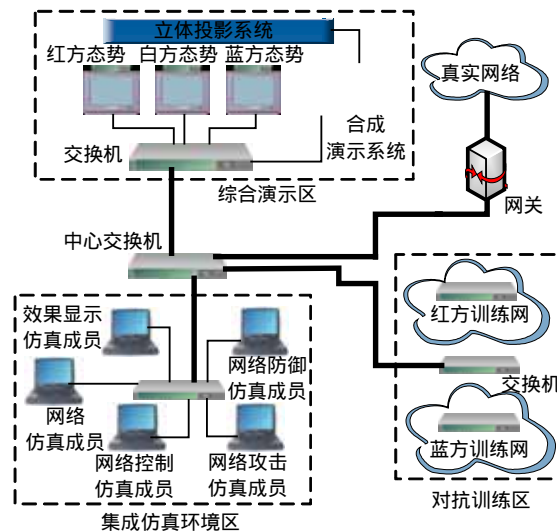 立体投影系统
红方态势
白方态势
蓝方态势
真实网络
交换机
合成
演示系统
综合演示区
网关
中心交换机
效果显示
仿真成员
网络防御
仿真成员
网络
仿真成员
网络控制
仿真成员
网络攻击
仿真成员
集成仿真环境区
红方训练网
交换机
蓝方训练网
对抗训练区